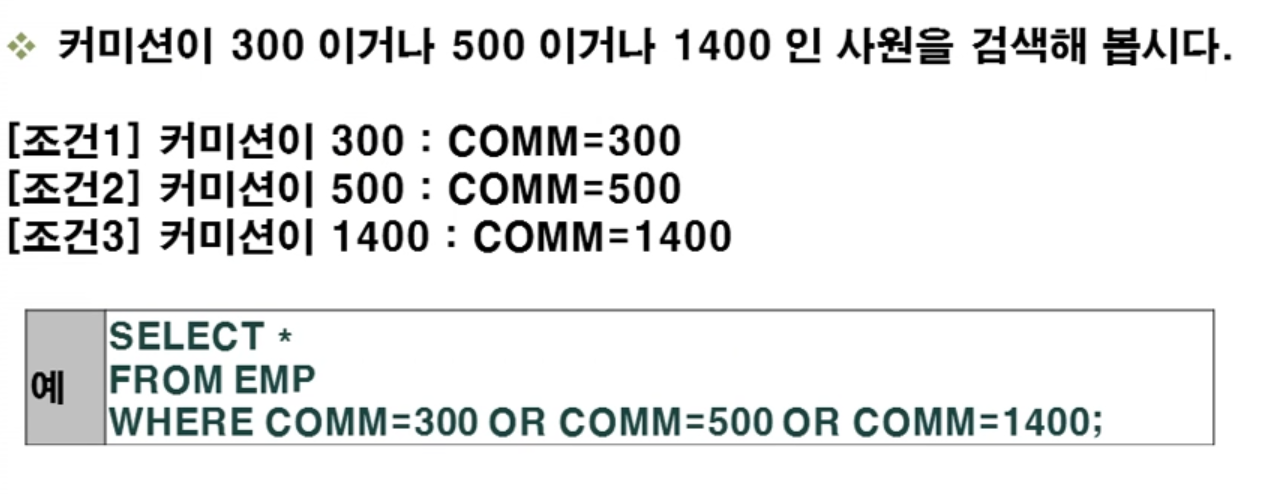 ❖ 커미션이 300 이거나 500 이거나 1400 인 사원을 검색해 봅시다.
[조건1] 커미션이 300 : COMM=300
[조건2] 커미션이 500 : COMM=500
[조건3] 커미션이 1400 : COMM=1400
예
SELECT *
FROM EMP
WHERE COMM=300 OR COMM=500 OR COMM=1400;